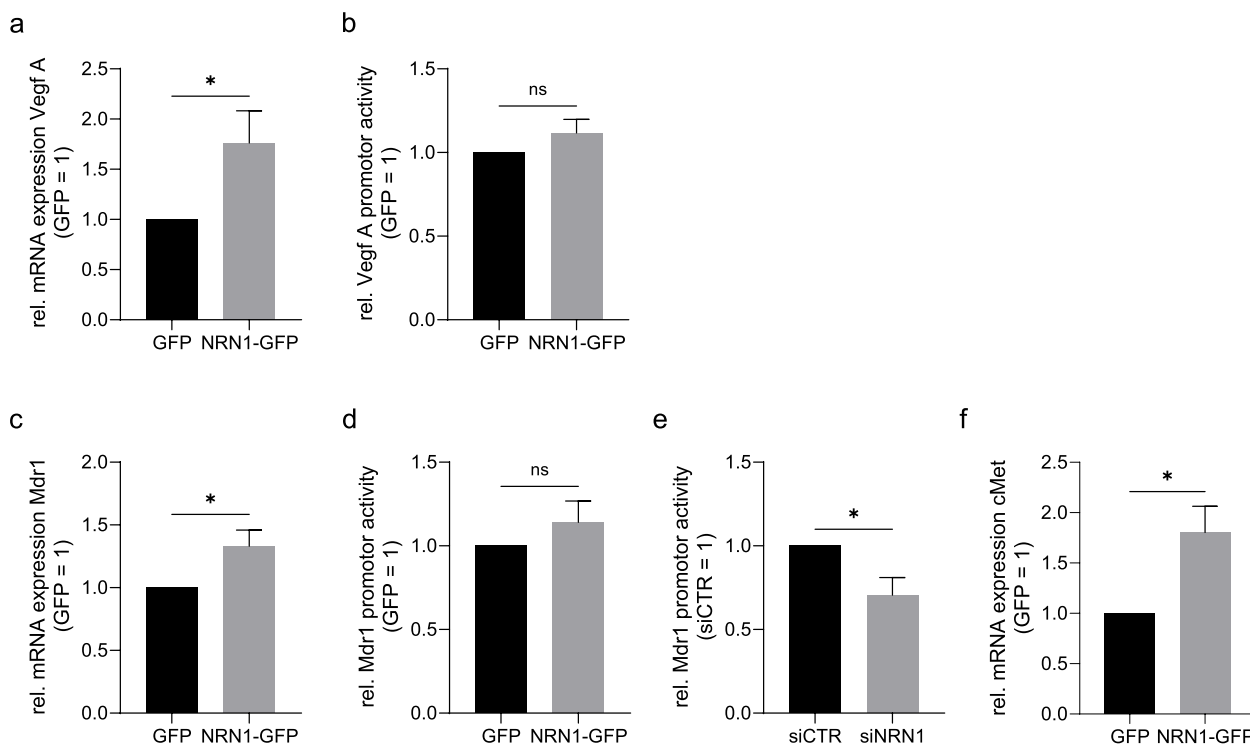 a
rel. mRNA expression Vegf A
(GFP = 1)
2.5
2.0
1.5
1.0
0.5
0.0
*
GFP NRN1-GFP
b
rel. Vegf A promotor activity
(GFP = 1)
1.5
1.0
0.5
0.0
ns
GFP NRN1-GFP
c
rel. mRNA expression Mdr1
(GFP = 1)
2.0
1.5
1.0
0.5
0.0
*
GFP NRN1-GFP
d
rel. Mdr1 promotor activity
(GFP = 1)
1.5
1.0
0.5
0.0
ns
GFP NRN1-GFP
e
rel. Mdr1 promotor activity
(siCTR = 1)
1.5
1.0
0.5
0.0
*
siCTR siNRN1
f
rel. mRNA expression cMet
(GFP = 1)
2.5
2.0
1.5
1.0
0.5
0.0
*
GFP NRN1-GFP